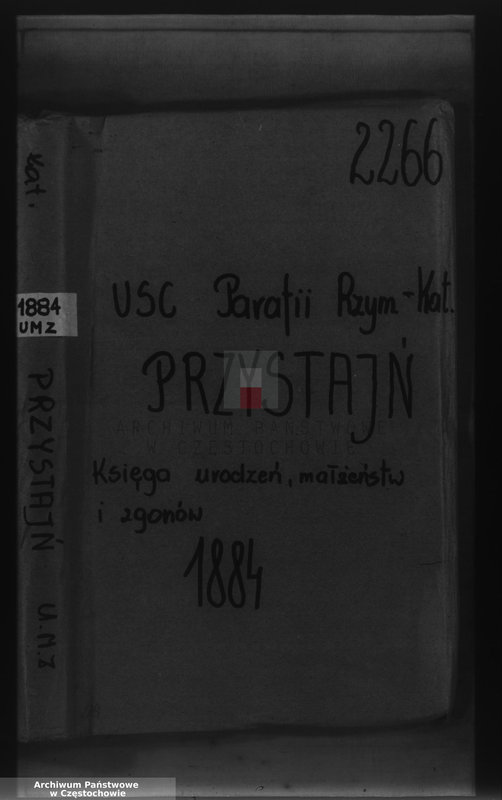 2266
USC Parafii Rzym-Kat.
PRZYSTAJŃ
ARCHIWUM PAŃSTWOWE
W CZĘSTOCHOWIE
Księga urodzeń, małżeństw
i zgonów
1884
Kat.
1884
UMZ
PRZYSTAJŃ U.M.Z
Archiwum Państwowe
w Częstochowie